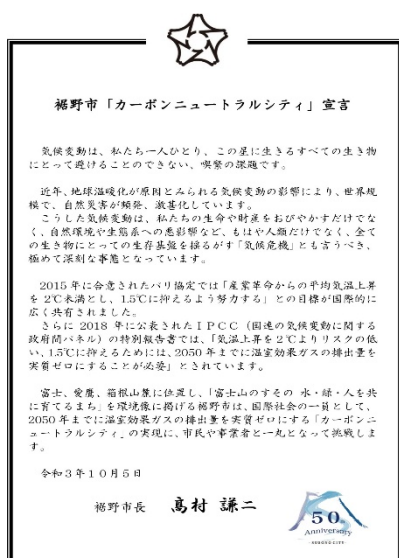 裾野市「カーボンニュートラルシティ」宣言
気候変動は、私たち一人ひとり、この星に生きるすべての生き物
にとって避けることのできない、喫緊の課題です。
近年、地球温暖化が原因とみられる気候変動の影響により、世界規
模で、自然災害が頻発、激甚化しています。
こうした気候変動は、私たちの生命や財産をおびやかすだけでな
く、自然環境や生態系への悪影響など、もはや人類だけでなく、全て
の生き物にとっての生存基盤を揺るがす「気候危機」とも言うべき、
極めて深刻な事態となっています。
2015 年に合意されたパリ協定では「産業革命からの平均気温上昇
を 2℃未満とし、1.5℃に抑えるよう努力する」との目標が国際的に
広く共有されました。
さらに 2018 年に公表されたIPCC（国連の気候変動に関する
政府間パネル）の特別報告書では、「気温上昇を 2℃よりリスクの低
い、1.5℃に抑えるためには、2050 年までに温室効果ガスの排出量を
実質ゼロにすることが必要」とされています。
富士、愛鷹、箱根山麓に位置し、「富士山のすその 水・緑・人を共
に育てるまち」を環境像に掲げる裾野市は、国際社会の一員として、
2050 年までに温室効果ガスの排出量を実質ゼロにする「カーボンニ
ュートラルシティ」の実現に、市民や事業者と一丸となって挑戦しま
す。
令和3年10月5日
裾野市長 髙村 謙二
50
Anniversary
SUSONO CITY